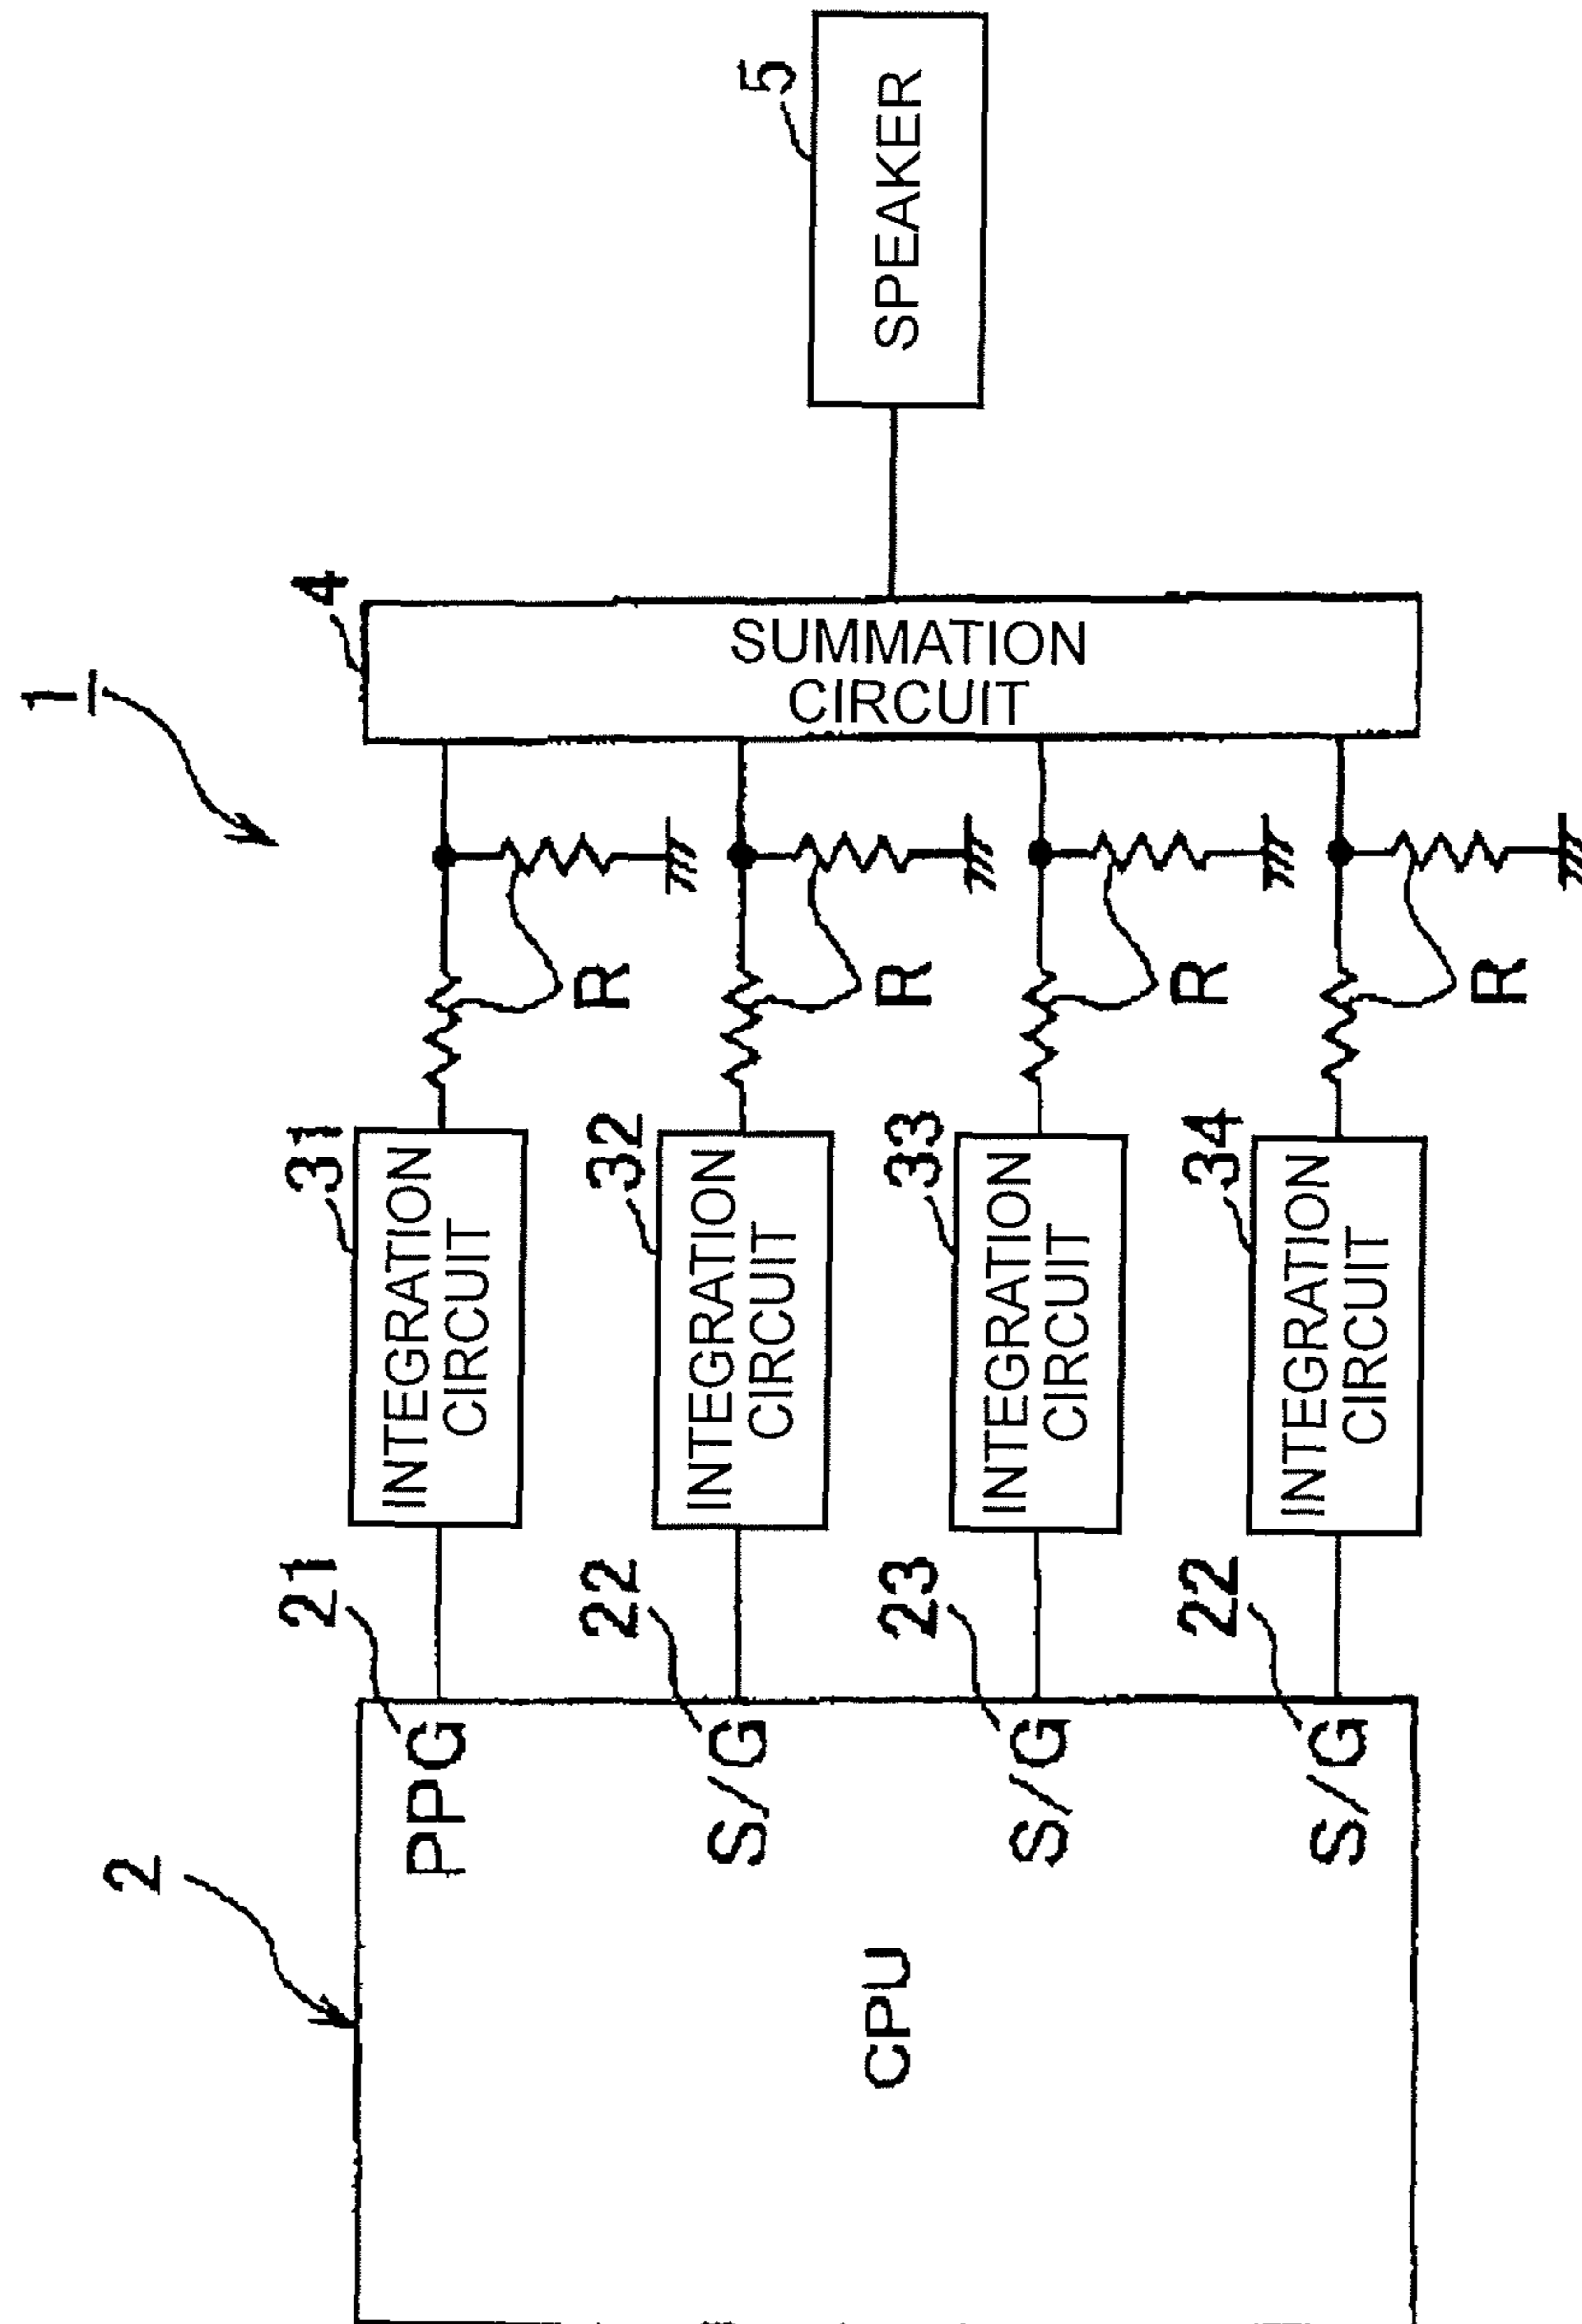 1
2
CPU
PPG
21
S/G
22
S/G
23
S/G
22
31
INTEGRATION
CIRCUIT
32
INTEGRATION
CIRCUIT
33
INTEGRATION
CIRCUIT
34
INTEGRATION
CIRCUIT
R
R
R
R
4
SUMMATION
CIRCUIT
5
SPEAKER